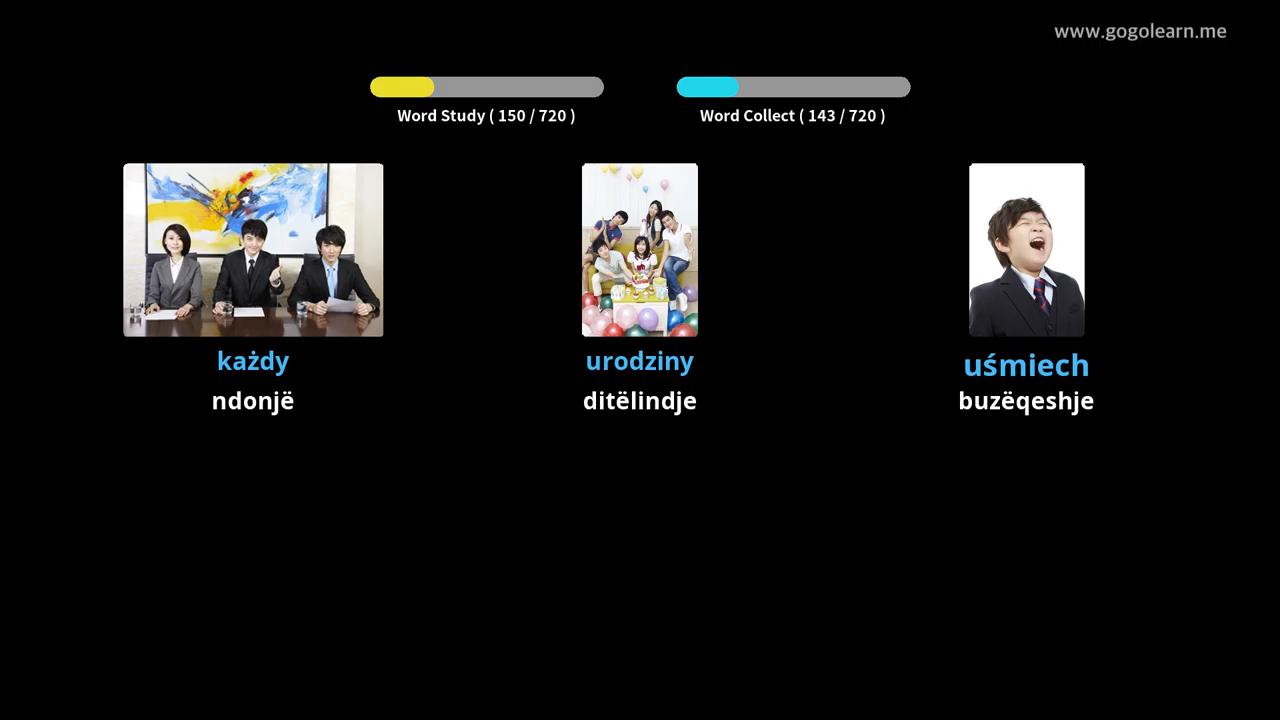 www.gogolearn.me
Word Study ( 150 / 720 )
Word Collect ( 143 / 720 )
każdy
ndonjë
urodziny
ditëlindje
uśmiech
buzëqeshje